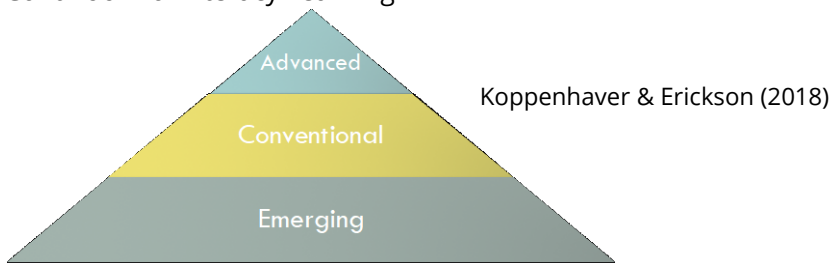 Advanced
Koppenhaver & Erickson (2018)
Conventional
Emerging